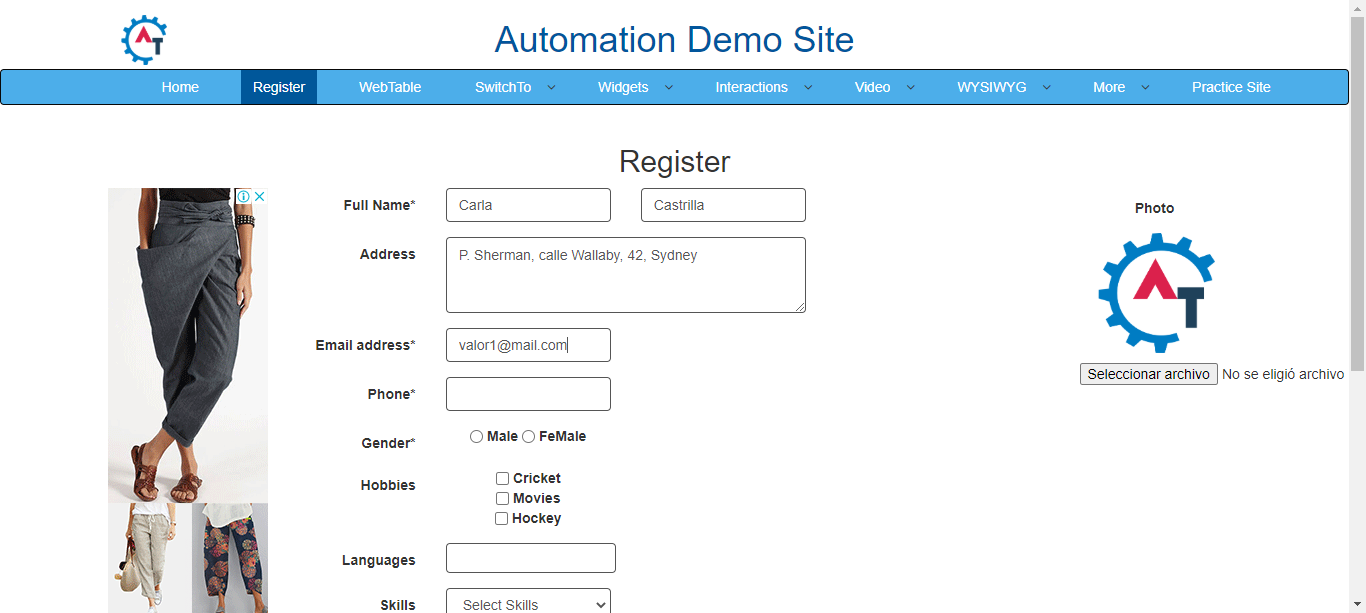 Automation Demo Site
Home Register WebTable SwitchTo Widgets Interactions Video WYSIWYG More Practice Site
Register
Full Name* Carla Castrilla
Photo
Address P. Sherman, calle Wallaby, 42, Sydney
Email address* valor1@mail.com
Seleccionar archivo No se eligió archivo
Phone*
Gender* Male FeMale
Hobbies Cricket
Movies
Hockey
Languages
Skills Select Skills